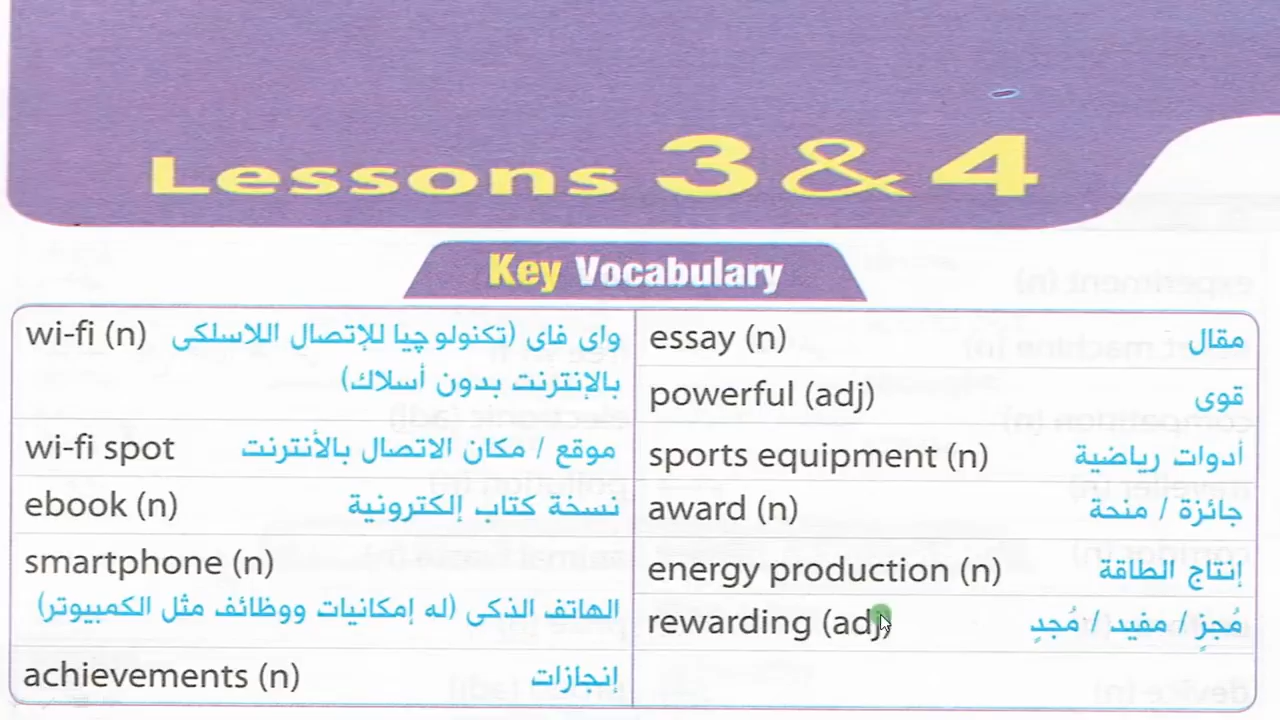 Lessons 3 & 4
Key Vocabulary
wi-fi (n) واى فاى (تكنولوچيا للإتصال اللاسلكى
بالإنترنت بدون أسلاك)
wi-fi spot موقع / مكان الاتصال بالأنترنت
ebook (n) نسخة كتاب إلكترونية
smartphone (n)
الهاتف الذكى (له إمكانيات ووظائف مثل الكمبيوتر)
achievements (n) إنجازات
essay (n) مقال
powerful (adj) قوى
sports equipment (n) أدوات رياضية
award (n) جائزة / منحة
energy production (n) إنتاج الطاقة
rewarding (adj) مُجزٍ / مفيد / مُجدٍ